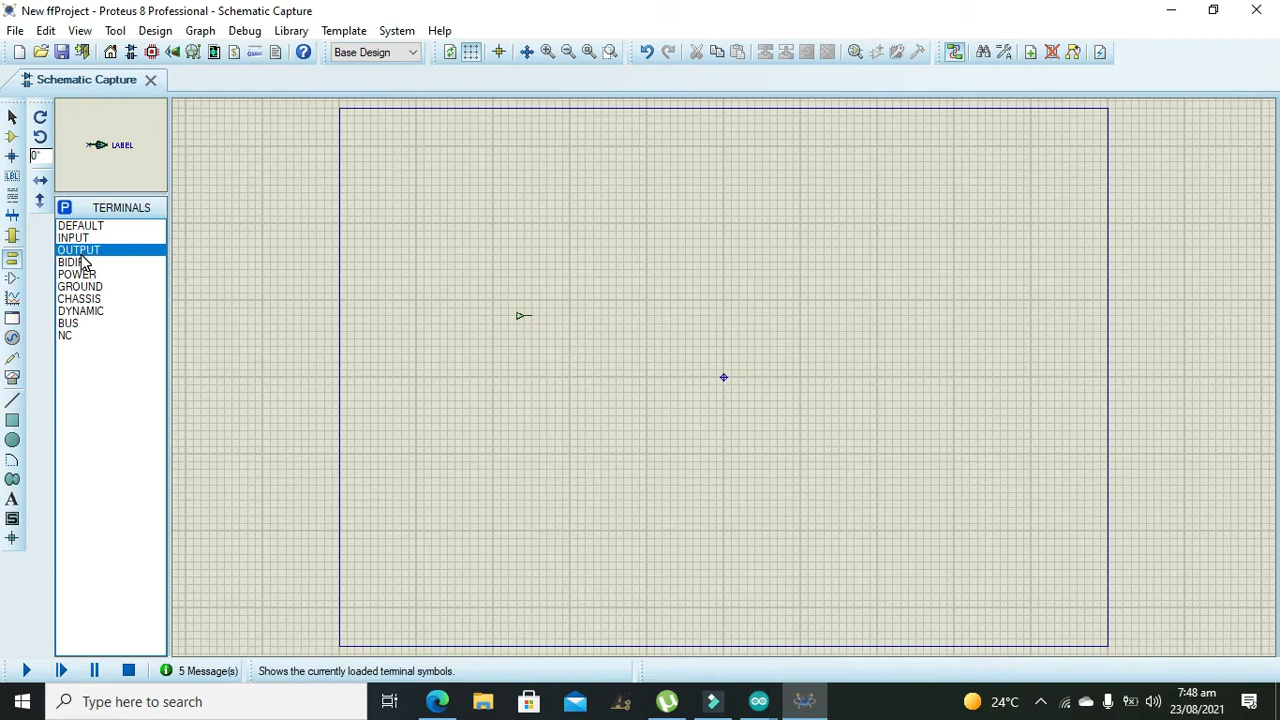 New ffProject - Proteus 8 Professional - Schematic Capture
File Edit View Tool Design Graph Debug Library Template System Help
Base Design
Schematic Capture
LABEL
LBL
0°
P TERMINALS
DEFAULT
INPUT
OUTPUT
POWER
GROUND
CHASSIS
DYNAMIC
BUS
NC
A
S
5 Message(s) Shows the currently loaded terminal symbols.
Type here to search
24°C
7:48 am
23/08/2021